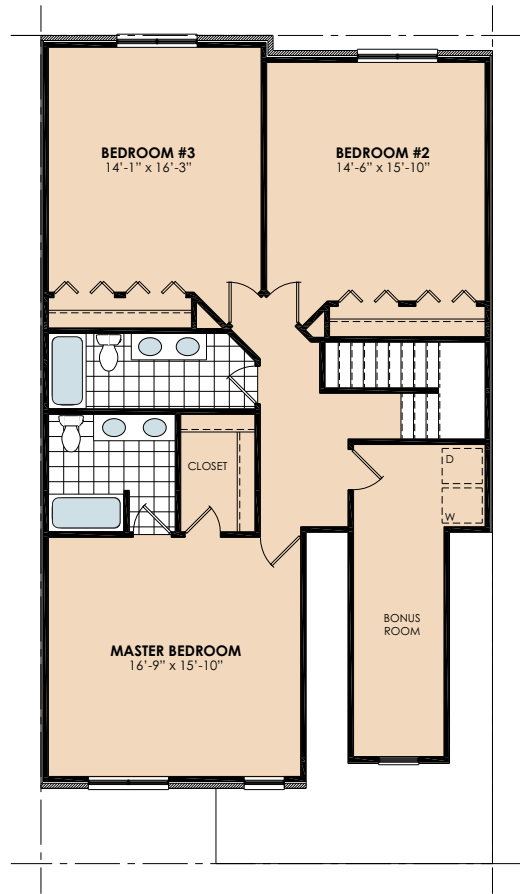 BEDROOM #3
14'-1" x 16'-3"
BEDROOM #2
14'-6" x 15'-10"
CLOSET
D
W
BONUS
ROOM
MASTER BEDROOM
16'-9" x 15'-10"